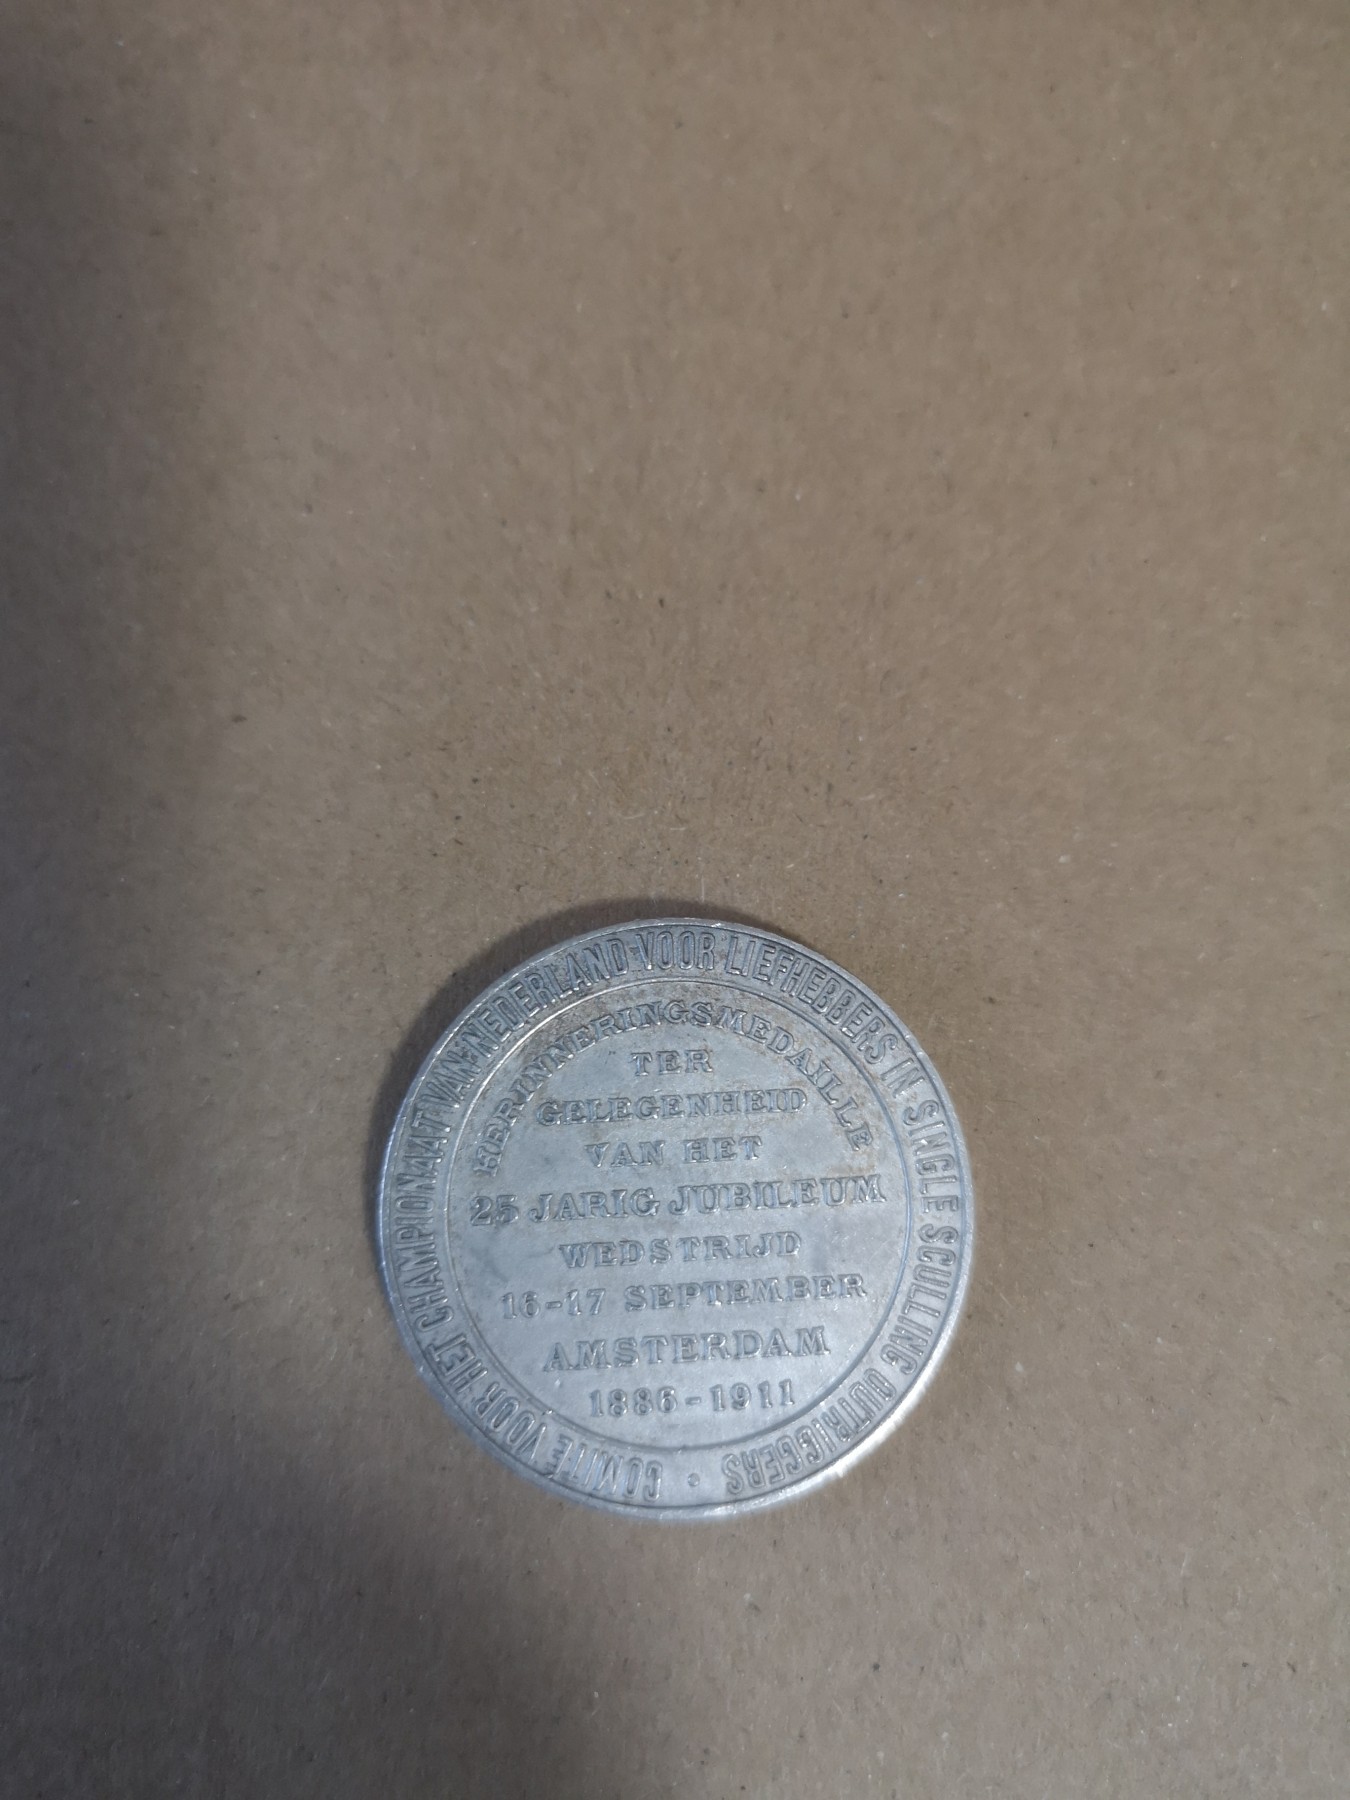 COMITÉ VOOR HET CHAMPIONAAT VAN NEDERLAND VOOR LIEFHEBBERS IN SINGLE SCULLING OUTRIGGERS
HERINNERINGSMEDAILLE
TER
GELEGENHEID
VAN HET
25 JARIG JUBILEUM
WEDSTRIJD
16-17 SEPTEMBER
AMSTERDAM
1886-1911